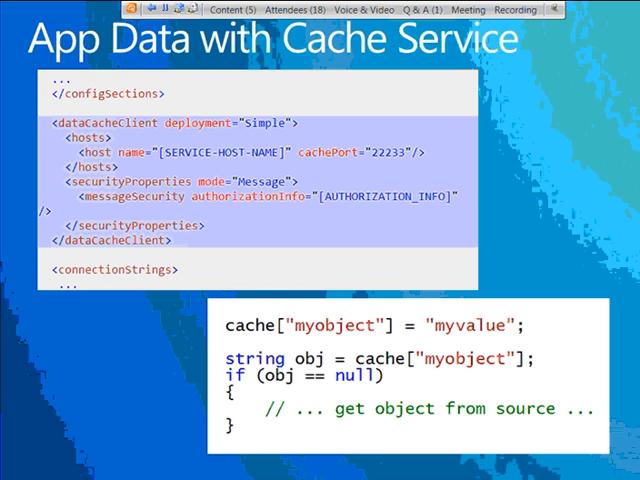 Content (5) Attendees (18) Voice & Video Q & A (1) Meeting Recording
App Data with Cache Service
...
</configSections>
<dataCacheClient deployment="Simple">
<hosts>
<host name="[SERVICE-HOST-NAME]" cachePort="22233"/>
</hosts>
<securityProperties mode="Message">
<messageSecurity authorizationInfo="[AUTHORIZATION_INFO]"
/>
</securityProperties>
</dataCacheClient>
<connectionStrings>
...
cache["myobject"] = "myvalue";
string obj = cache["myobject"];
if (obj == null)
{
// ... get object from source ...
}